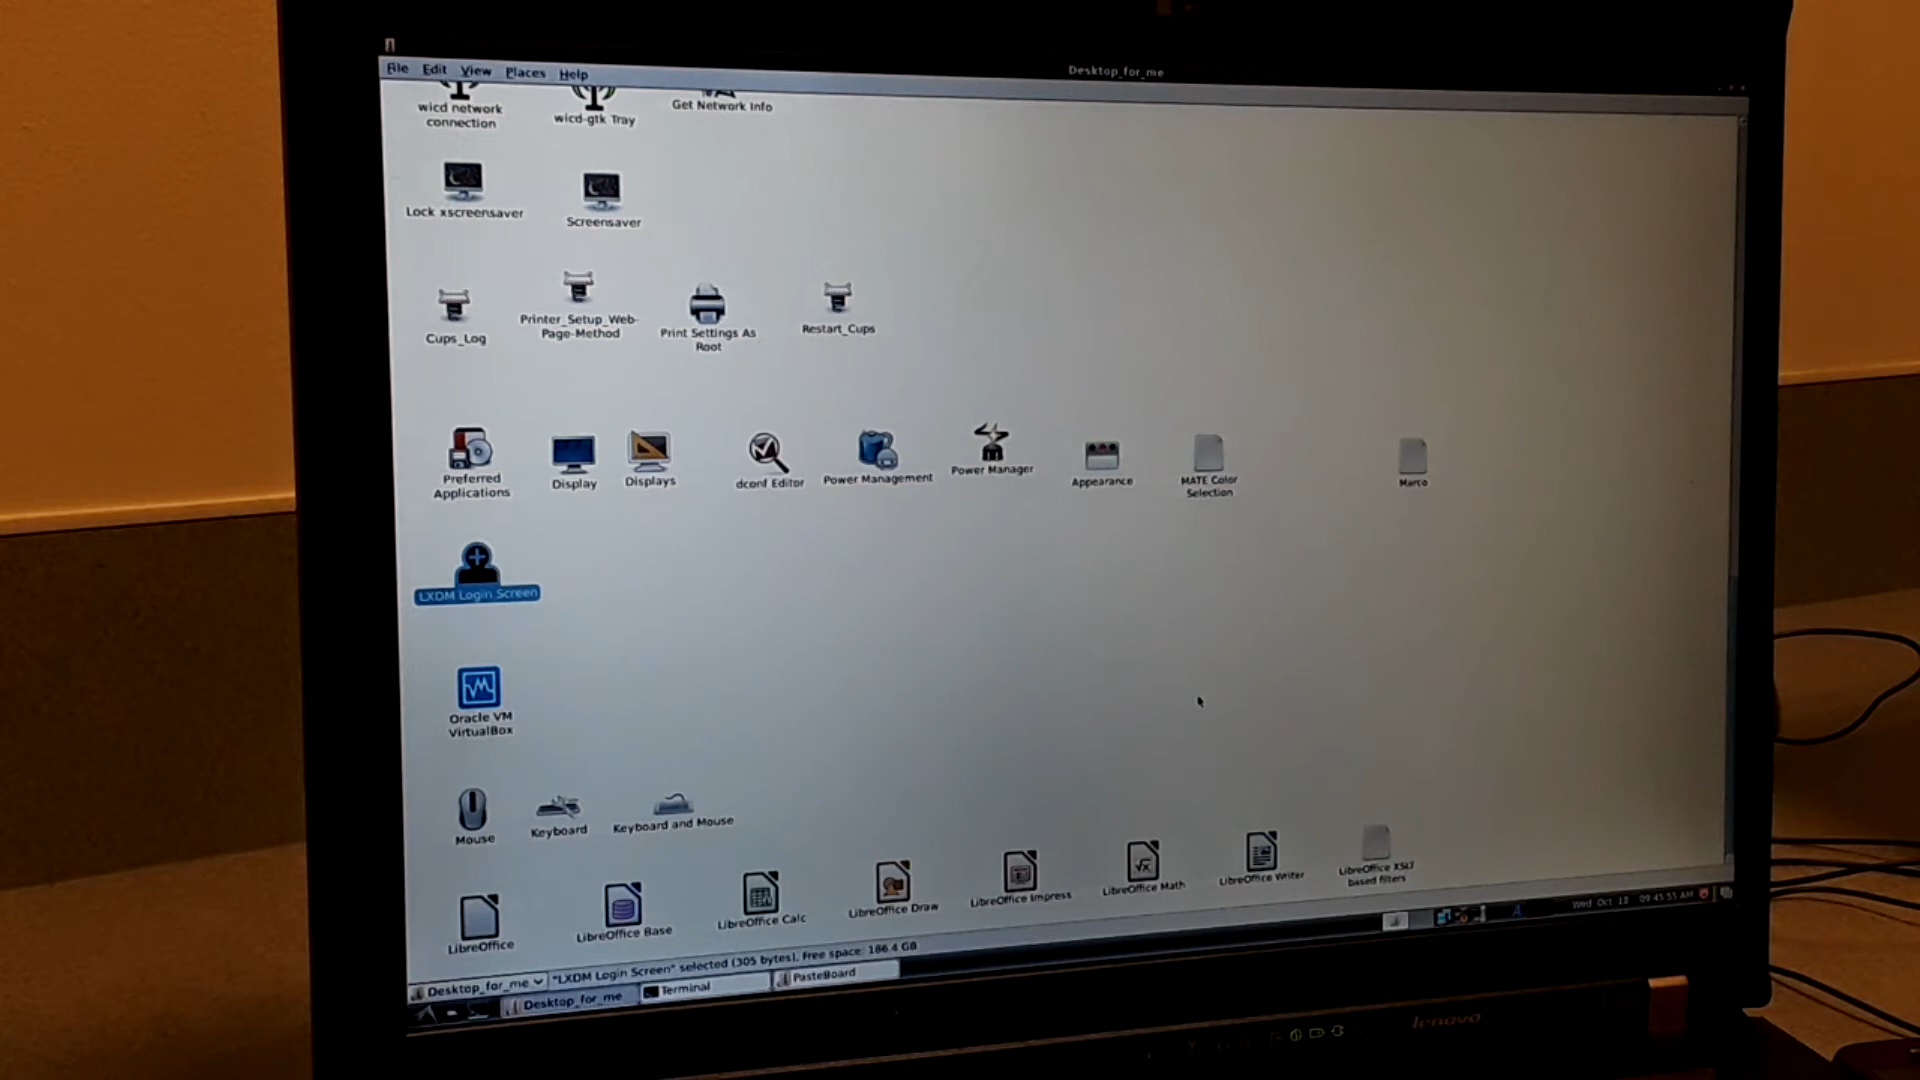 Desktop_for_me
File Edit View Places Help
wicd network
connection
wicd-gtk Tray
Get Network Info
Lock xscreensaver
Screensaver
Cups_Log
Printer_Setup_Web-
Page-Method
Print Settings As
Root
Restart_Cups
Preferred
Applications
Display
Displays
dconf Editor
Power Management
Power Manager
Appearance
MATE Color
Selection
Marco
LXDM Login Screen
Oracle VM
VirtualBox
Mouse
Keyboard
Keyboard and Mouse
LibreOffice
LibreOffice Base
LibreOffice Calc
LibreOffice Draw
LibreOffice Impress
LibreOffice Math
LibreOffice Writer
LibreOffice XSLT
based filters
Desktop_for_me
"LXDM Login Screen" selected (305 bytes), Free space: 186.4 GB
Desktop_for_me
Terminal
PasteBoard
09:45:55 AM
lenovo